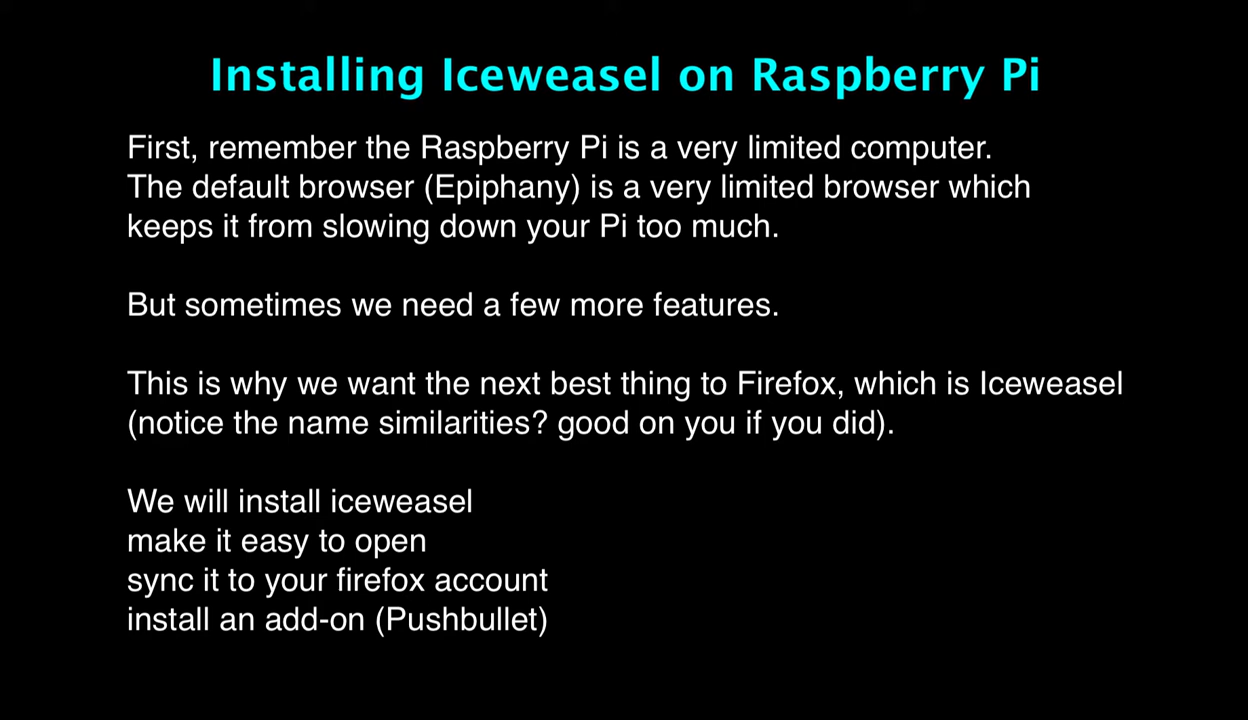 Installing Iceweasel on Raspberry Pi
First, remember the Raspberry Pi is a very limited computer.
The default browser (Epiphany) is a very limited browser which
keeps it from slowing down your Pi too much.
But sometimes we need a few more features.
This is why we want the next best thing to Firefox, which is Iceweasel
(notice the name similarities? good on you if you did).
We will install iceweasel
make it easy to open
sync it to your firefox account
install an add-on (Pushbullet)